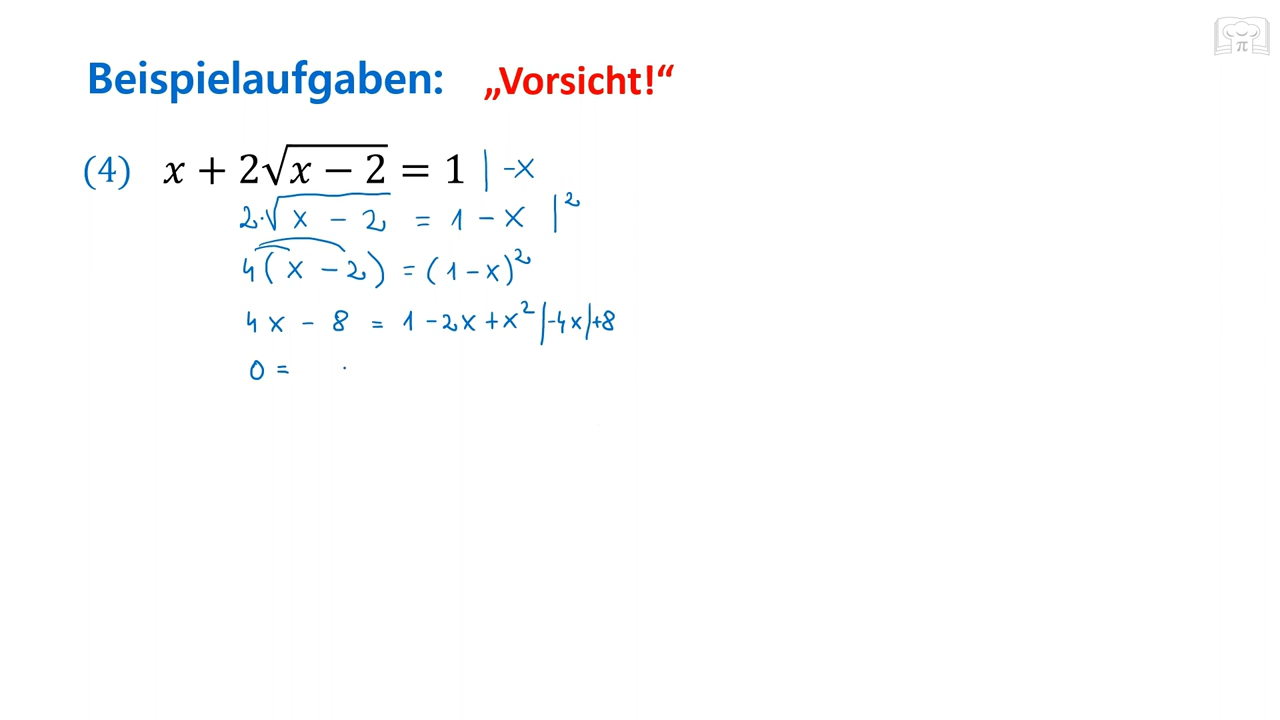 Beispielaufgaben: „Vorsicht!“
(4) x + 2√(x − 2) = 1 | -x
2·√(x − 2) = 1 − x |²
4(x − 2) = (1 − x)²
4x − 8 = 1 − 2x + x² | -4x | +8
0 =
π